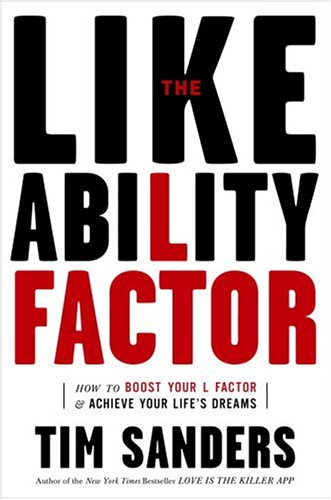 THE
LIKE
ABILITY
FACTOR
HOW TO BOOST YOUR L FACTOR
& ACHIEVE YOUR LIFE'S DREAMS
TIM SANDERS
Author of the New York Times Bestseller LOVE IS THE KILLER APP